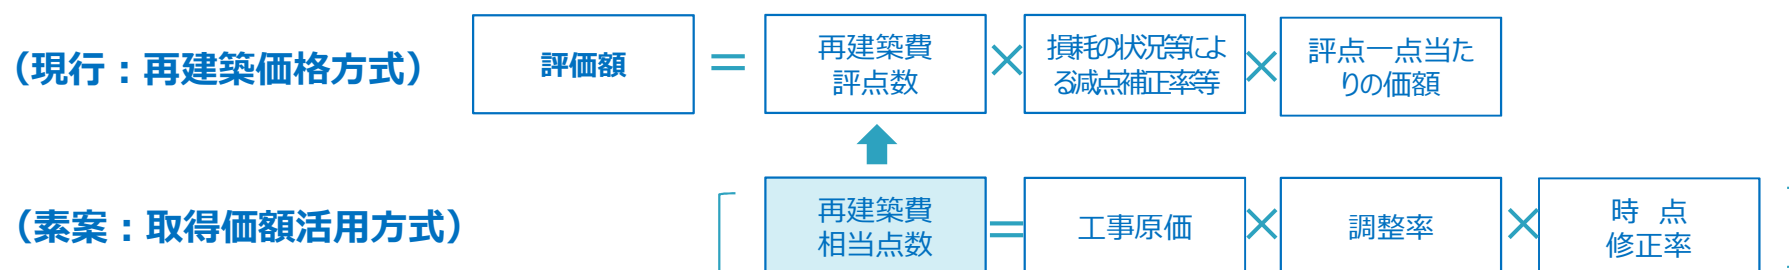 （現行：再建築価格方式）
評価額
＝
再建築費
評点数
×
損耗の状況等によ
る減点補正率等
×
評点一点当た
りの価額
（素案：取得価額活用方式）
再建築費
相当点数
＝
工事原価
×
調整率
×
時 点
修正率